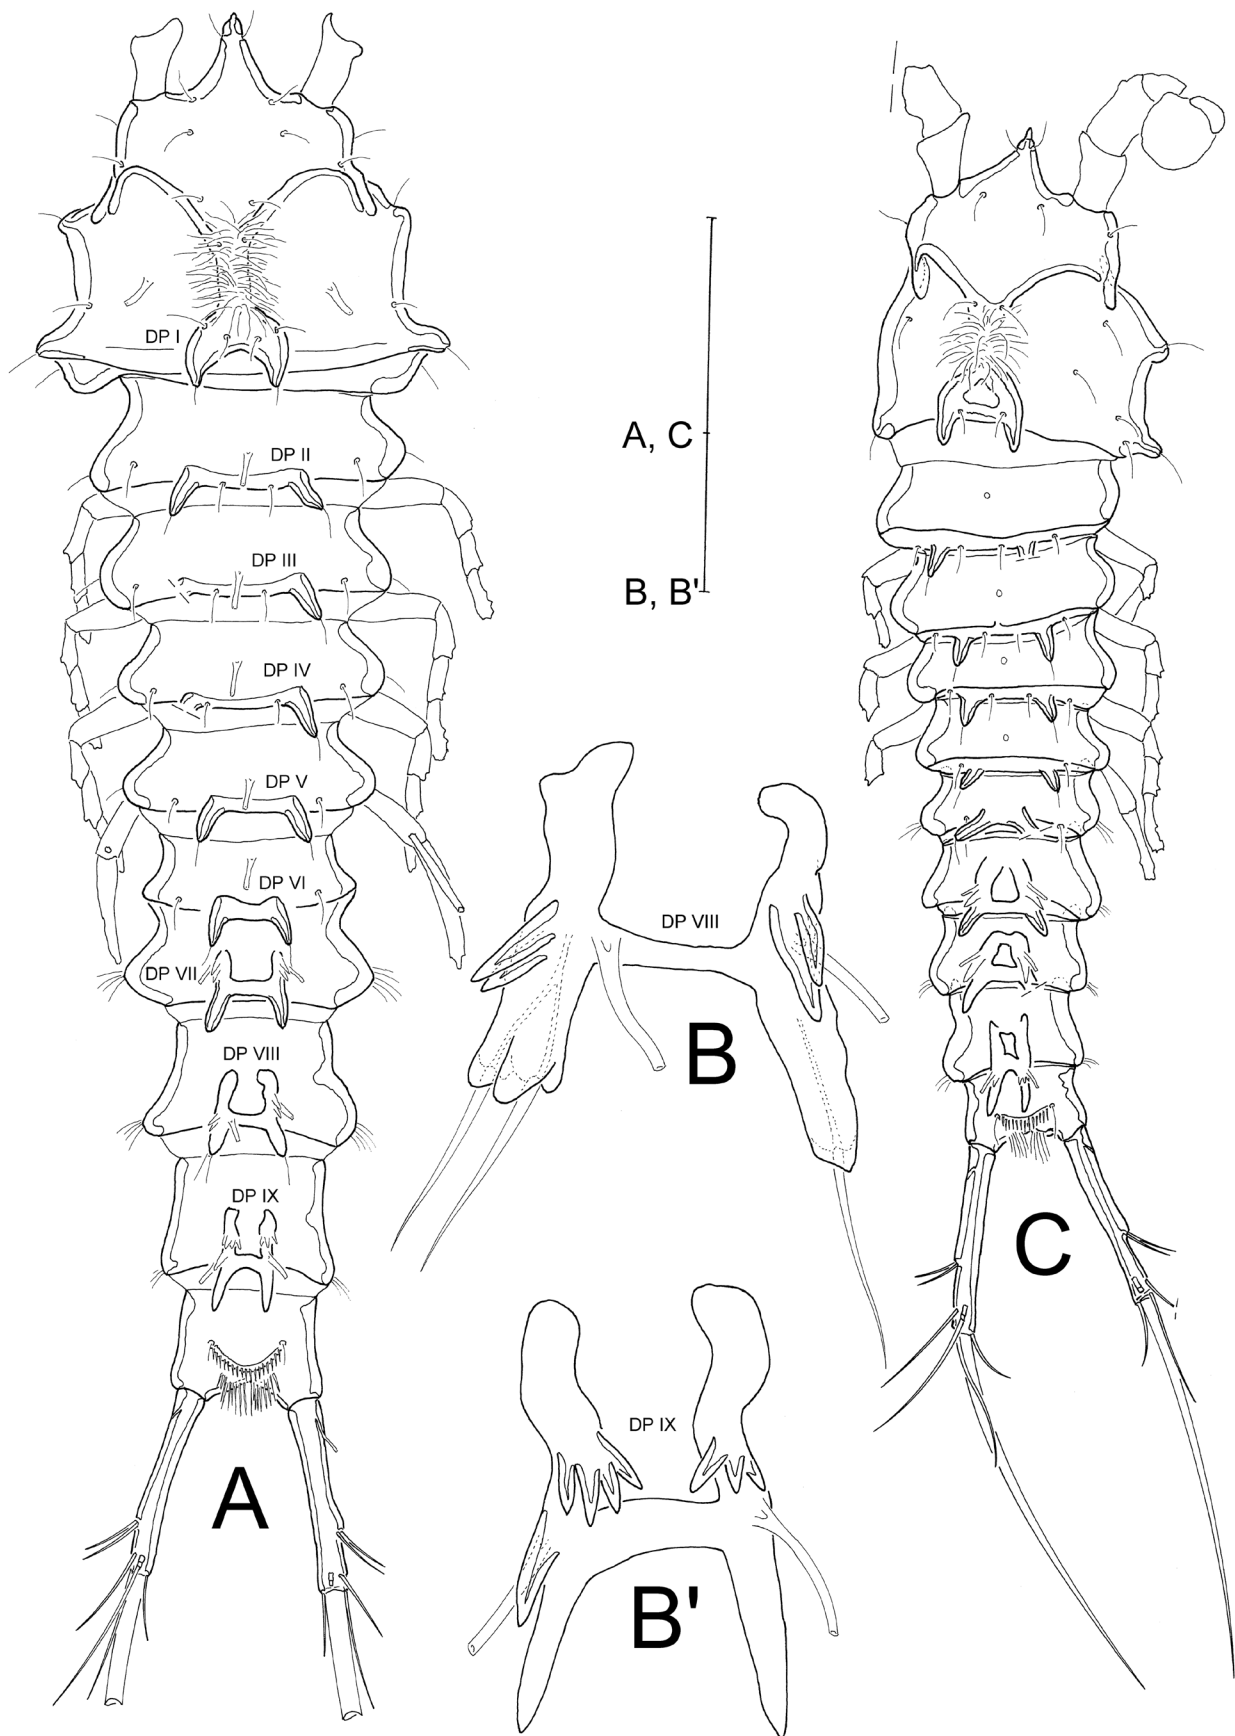 DP I
DP II
DP III
DP IV
DP V
DP VI
DP VII
DP VIII
DP IX
A
A, C
B, B'
DP VIII
B
DP IX
B'
C